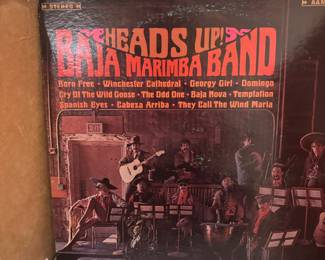 STEREO
HEADS UP!
BAJA MARIMBA BAND
Born Free • Winchester Cathedral • Georgy Girl • Domingo
Cry Of The Wild Goose • The Odd One • Baja Nova • Temptation
Spanish Eyes • Cabeza Arriba • They Call The Wind Maria